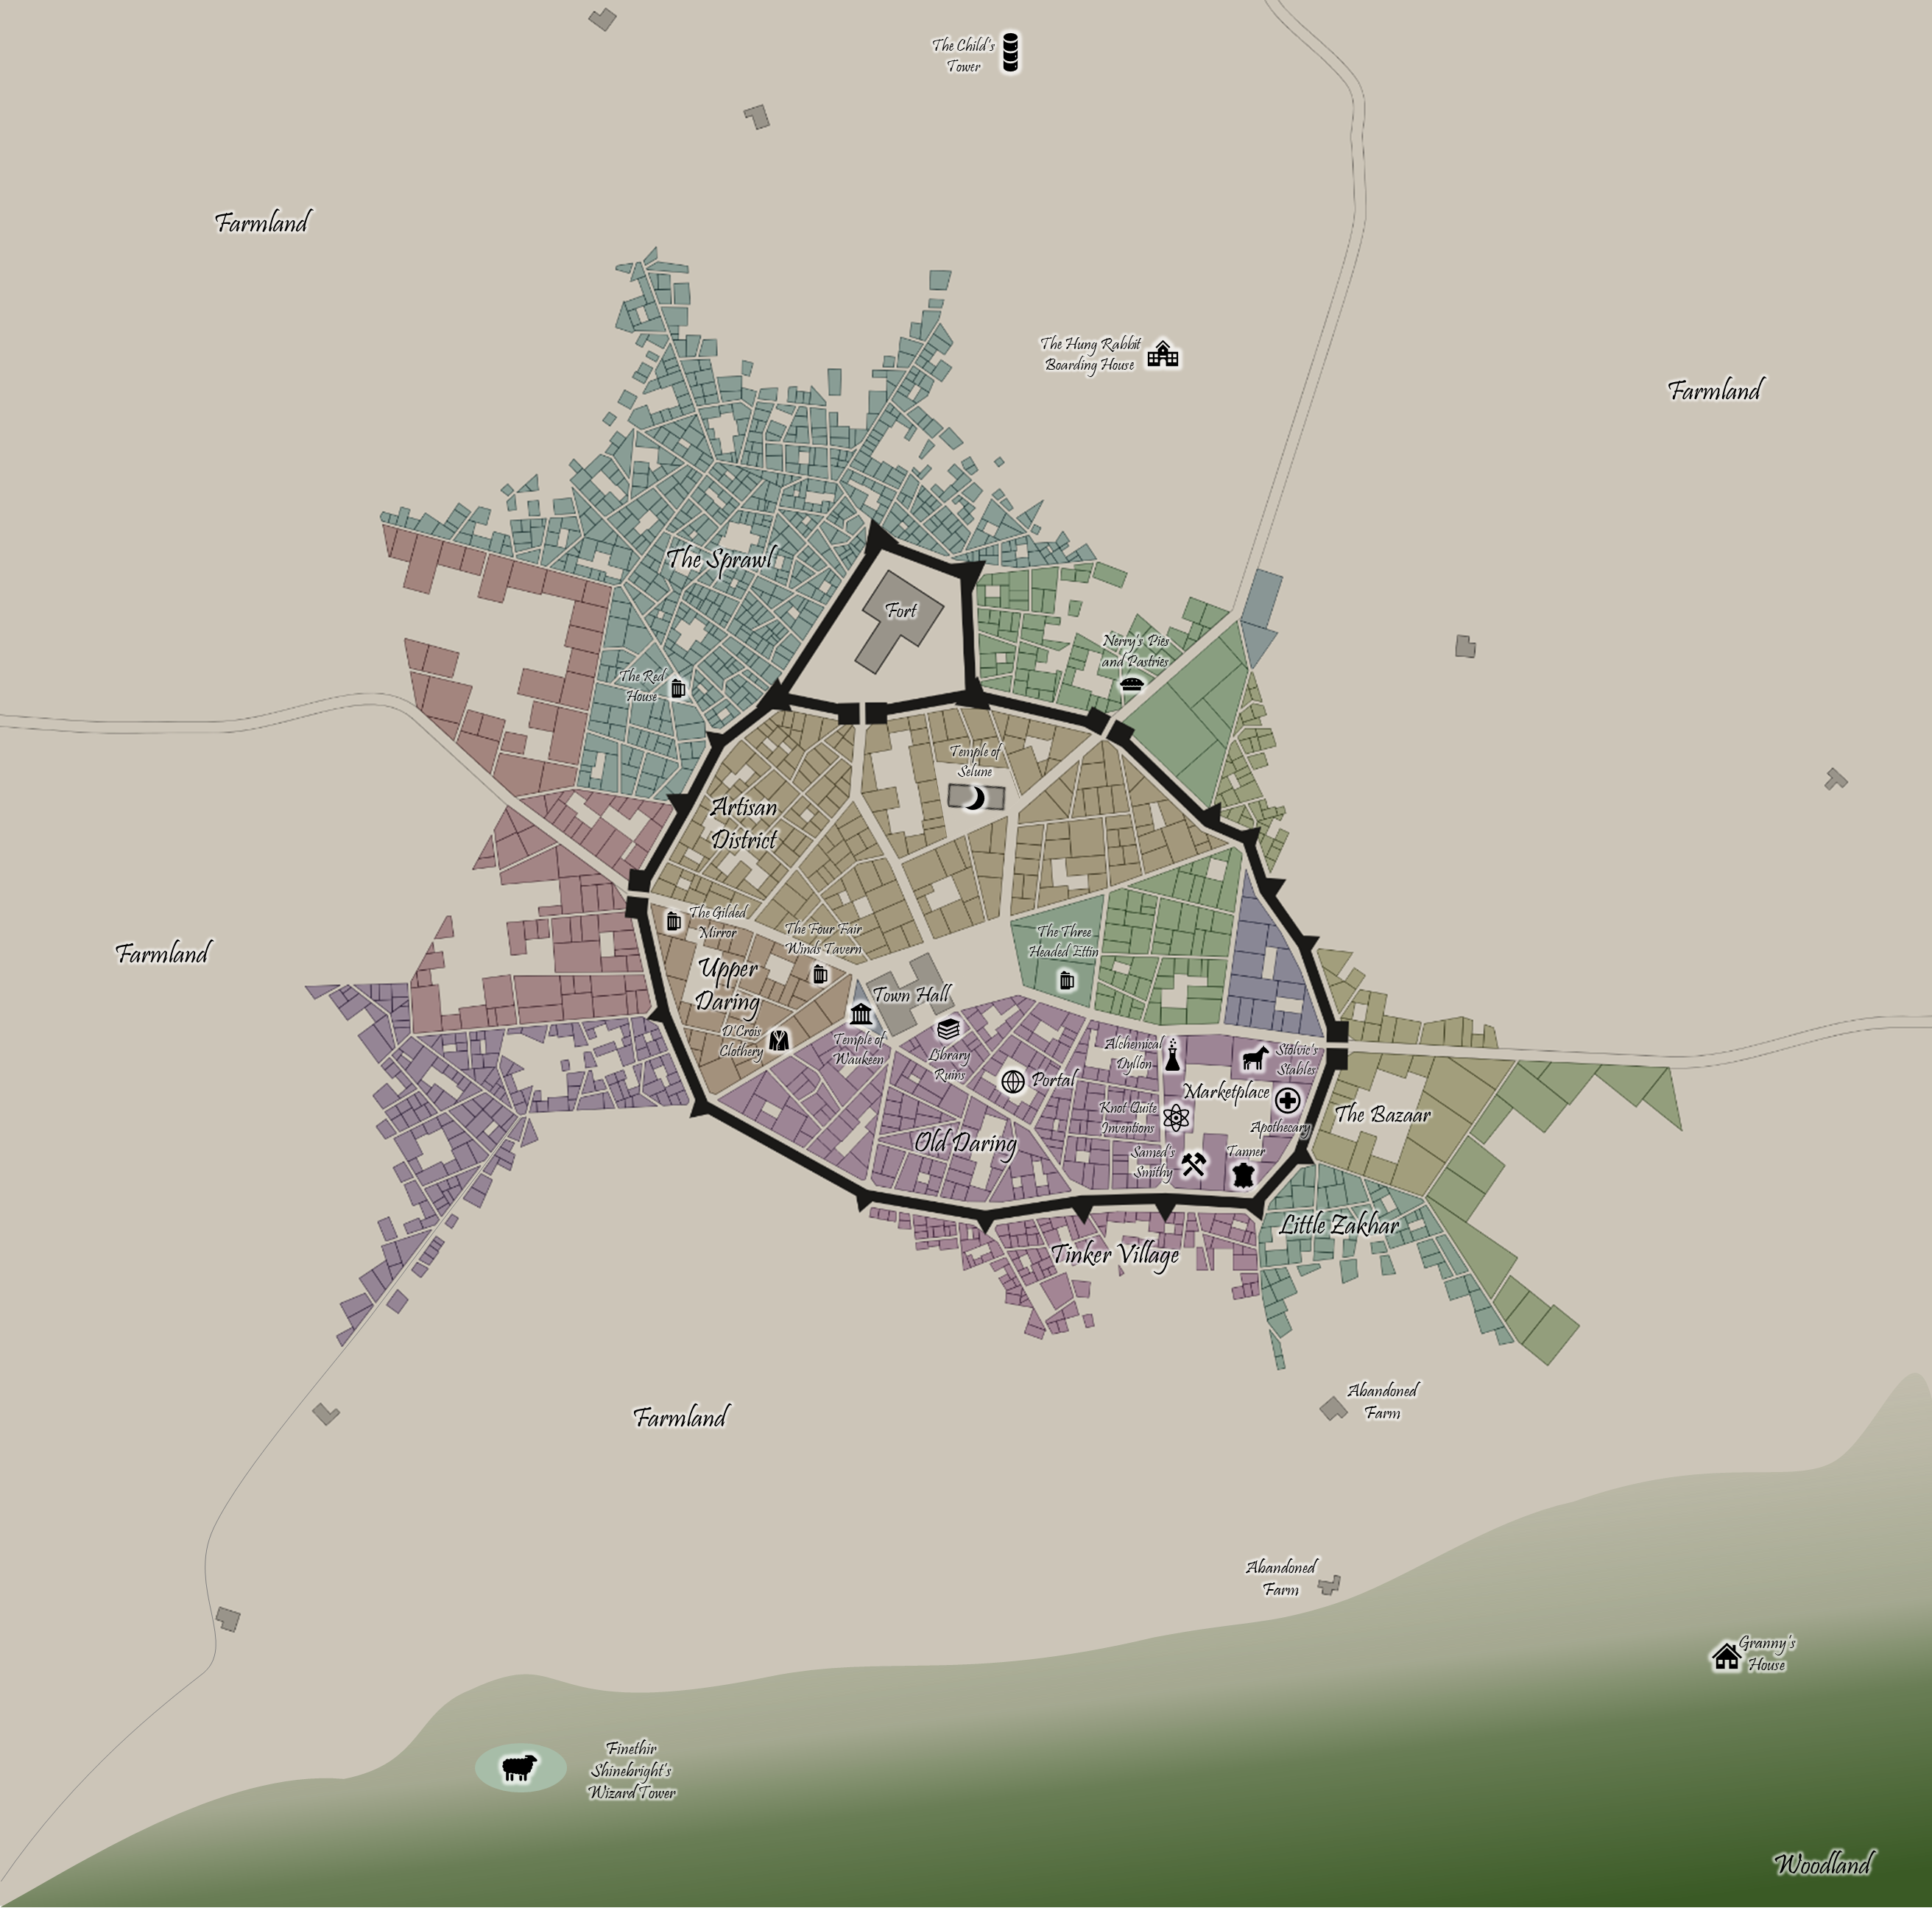 The Child's
Tower
Farmland
The Hung Rabbit
Boarding House
Farmland
The Sprawl
Fort
Nerry's Pies
and Pastries
The Red
House
Temple of
Selune
Artisan
District
The Gilded
Mirror
The Four Fair
Winds Tavern
The Three
Headed Ettin
Farmland
Upper
Daring
Town Hall
D'Crois
Clothery
Temple of
Waukeen
Library
Ruins
Alchemical
Dyllon
Stolvic's
Stables
Portal
Marketplace
Knot Quite
Inventions
Apothecary
The Bazaar
Old Daring
Samed's
Smithy
Tanner
Little Zakhar
Tinker Village
Abandoned
Farm
Farmland
Abandoned
Farm
Granny's
House
Finethir
Shinebright's
Wizard Tower
Woodland